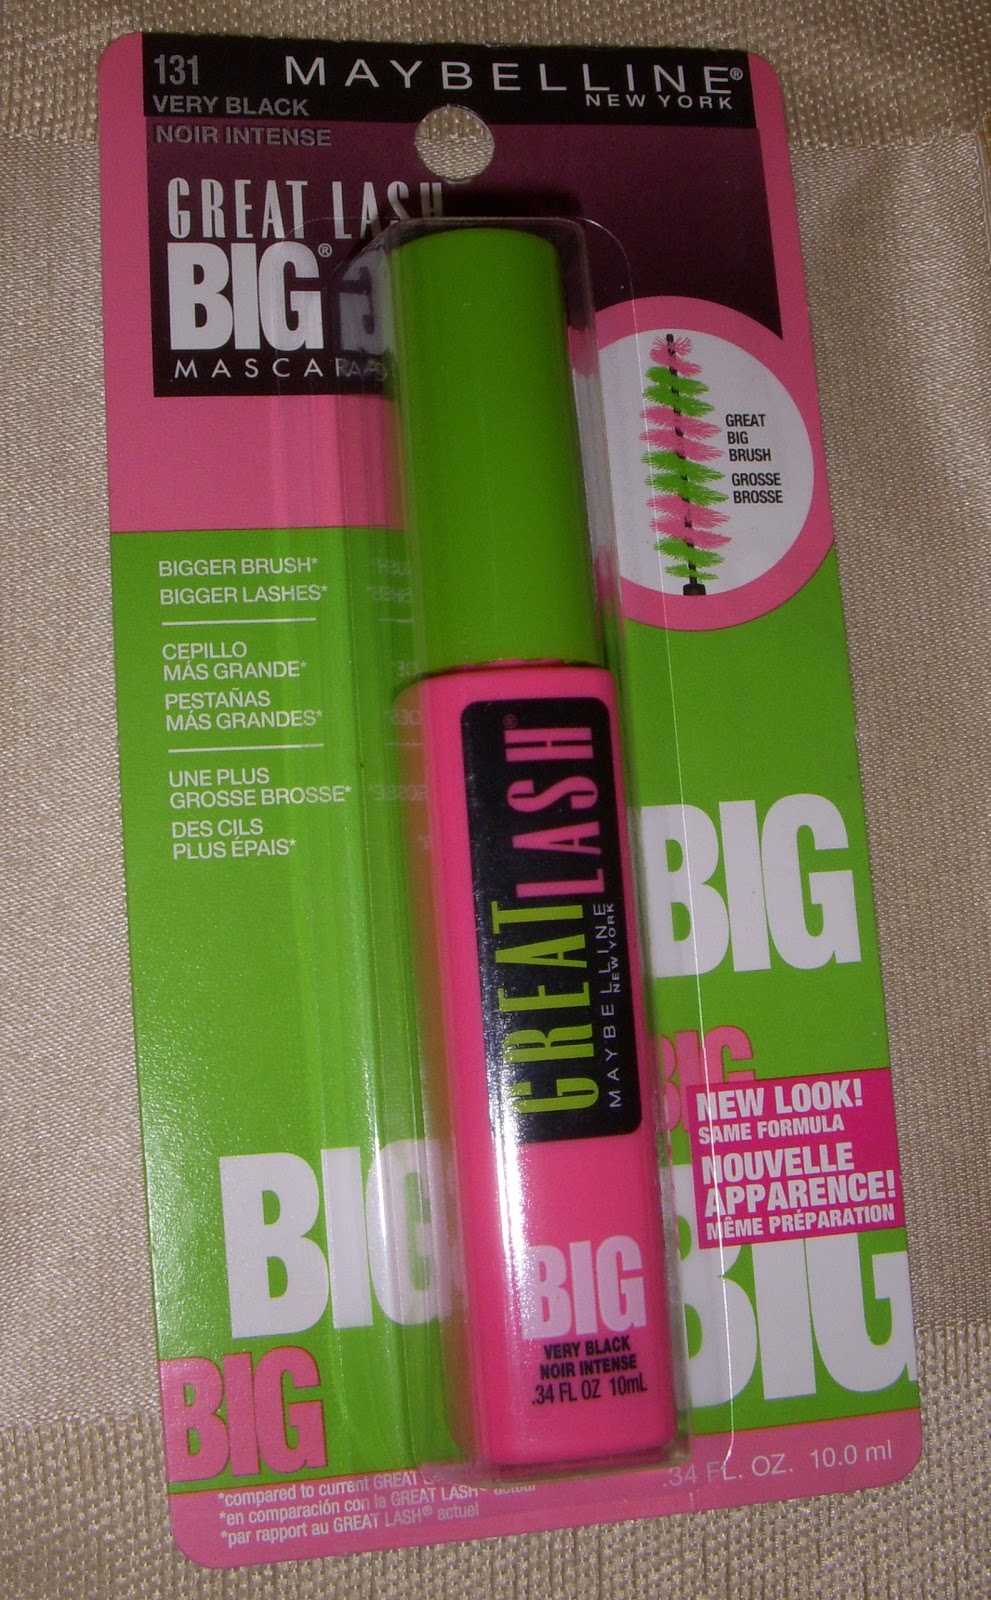 131
VERY BLACK
NOIR INTENSE
MAYBELLINE®
NEW YORK
GREAT LASH
BIG®
MASCARA
GREAT
BIG
BRUSH
GROSSE
BROSSE
BIGGER BRUSH*
BIGGER LASHES*
CEPILLO
MÁS GRANDE*
PESTAÑAS
MÁS GRANDES*
UNE PLUS
GROSSE BROSSE*
DES CILS
PLUS ÉPAIS*
GREAT LASH®
MAYBELLINE
NEW YORK
BIG
BIG
NEW LOOK!
SAME FORMULA
NOUVELLE
APPARENCE!
MÊME PRÉPARATION
BIG
BIG
BIG
BIG
VERY BLACK
NOIR INTENSE
.34 FL OZ 10mL
.34 FL. OZ. 10.0 ml
*compared to current GREAT
*en comparación con la GREAT LASH® actual
*par rapport au GREAT LASH® actuel